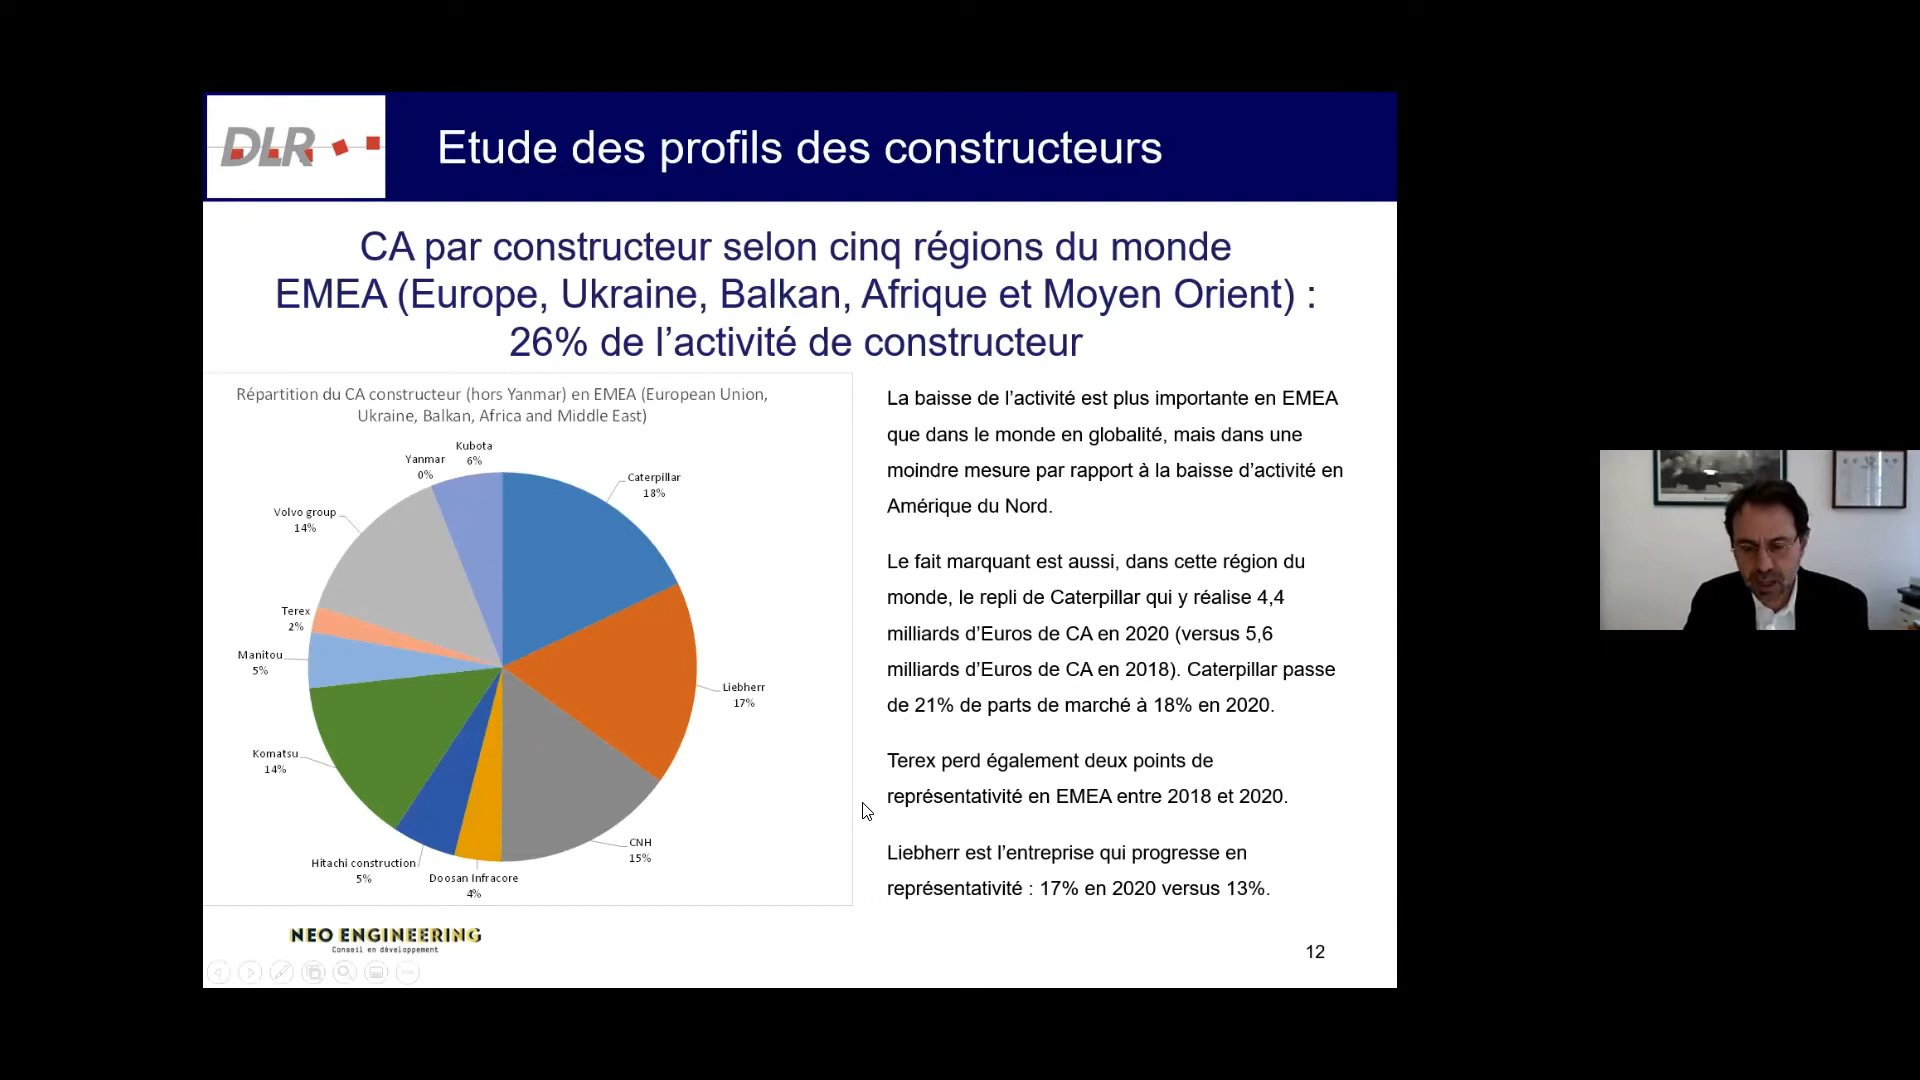 DLR
Etude des profils des constructeurs
CA par constructeur selon cinq régions du monde
EMEA (Europe, Ukraine, Balkan, Afrique et Moyen Orient) :
26% de l’activité de constructeur
Répartition du CA constructeur (hors Yanmar) en EMEA (European Union,
Ukraine, Balkan, Africa and Middle East)
Kubota
6%
Yanmar
0%
Caterpillar
18%
Volvo group
14%
Terex
2%
Manitou
5%
Liebherr
17%
Komatsu
14%
CNH
15%
Hitachi construction
5%
Doosan Infracore
4%
La baisse de l’activité est plus importante en EMEA
que dans le monde en globalité, mais dans une
moindre mesure par rapport à la baisse d’activité en
Amérique du Nord.
Le fait marquant est aussi, dans cette région du
monde, le repli de Caterpillar qui y réalise 4,4
milliards d’Euros de CA en 2020 (versus 5,6
milliards d’Euros de CA en 2018). Caterpillar passe
de 21% de parts de marché à 18% en 2020.
Terex perd également deux points de
représentativité en EMEA entre 2018 et 2020.
Liebherr est l’entreprise qui progresse en
représentativité : 17% en 2020 versus 13%.
NEO ENGINEERING
Conseil en développement
12